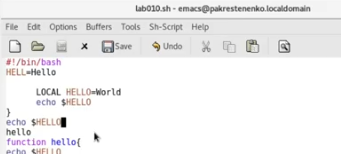 lab010.sh - emacs@pakrestenenko.localdomain
File Edit Options Buffers Tools Sh-Script Help
Save Undo
#!/bin/bash
HELL=Hello
LOCAL HELLO=World
echo $HELLO
}
echo $HELLO
hello
function hello{
echo $HELLO